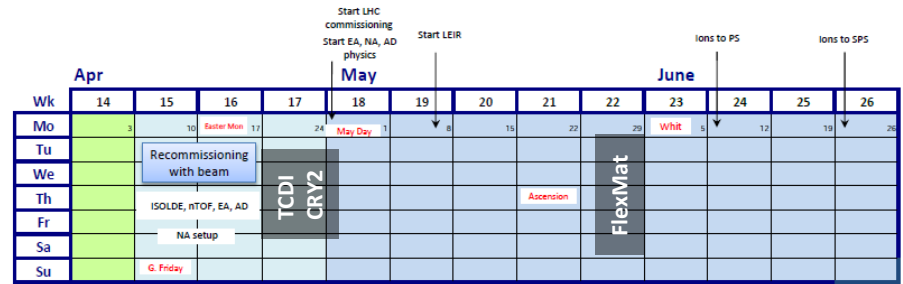 Start LHC
commissioning
Start EA, NA, AD
physics
Start LEIR
Ions to PS
Ions to SPS
Apr May June
Wk 14 15 16 17 18 19 20 21 22 23 24 25 26
Mo 3 10 Easter Mon 17 24 May Day 1 8 15 22 29 Whit 5 12 19 26
Tu
We
Th
Fr
Sa
Su
Recommissioning
with beam
ISOLDE, nTOF, EA, AD
NA setup
G. Friday
TCDI
CRY2
Ascension
FlexMat